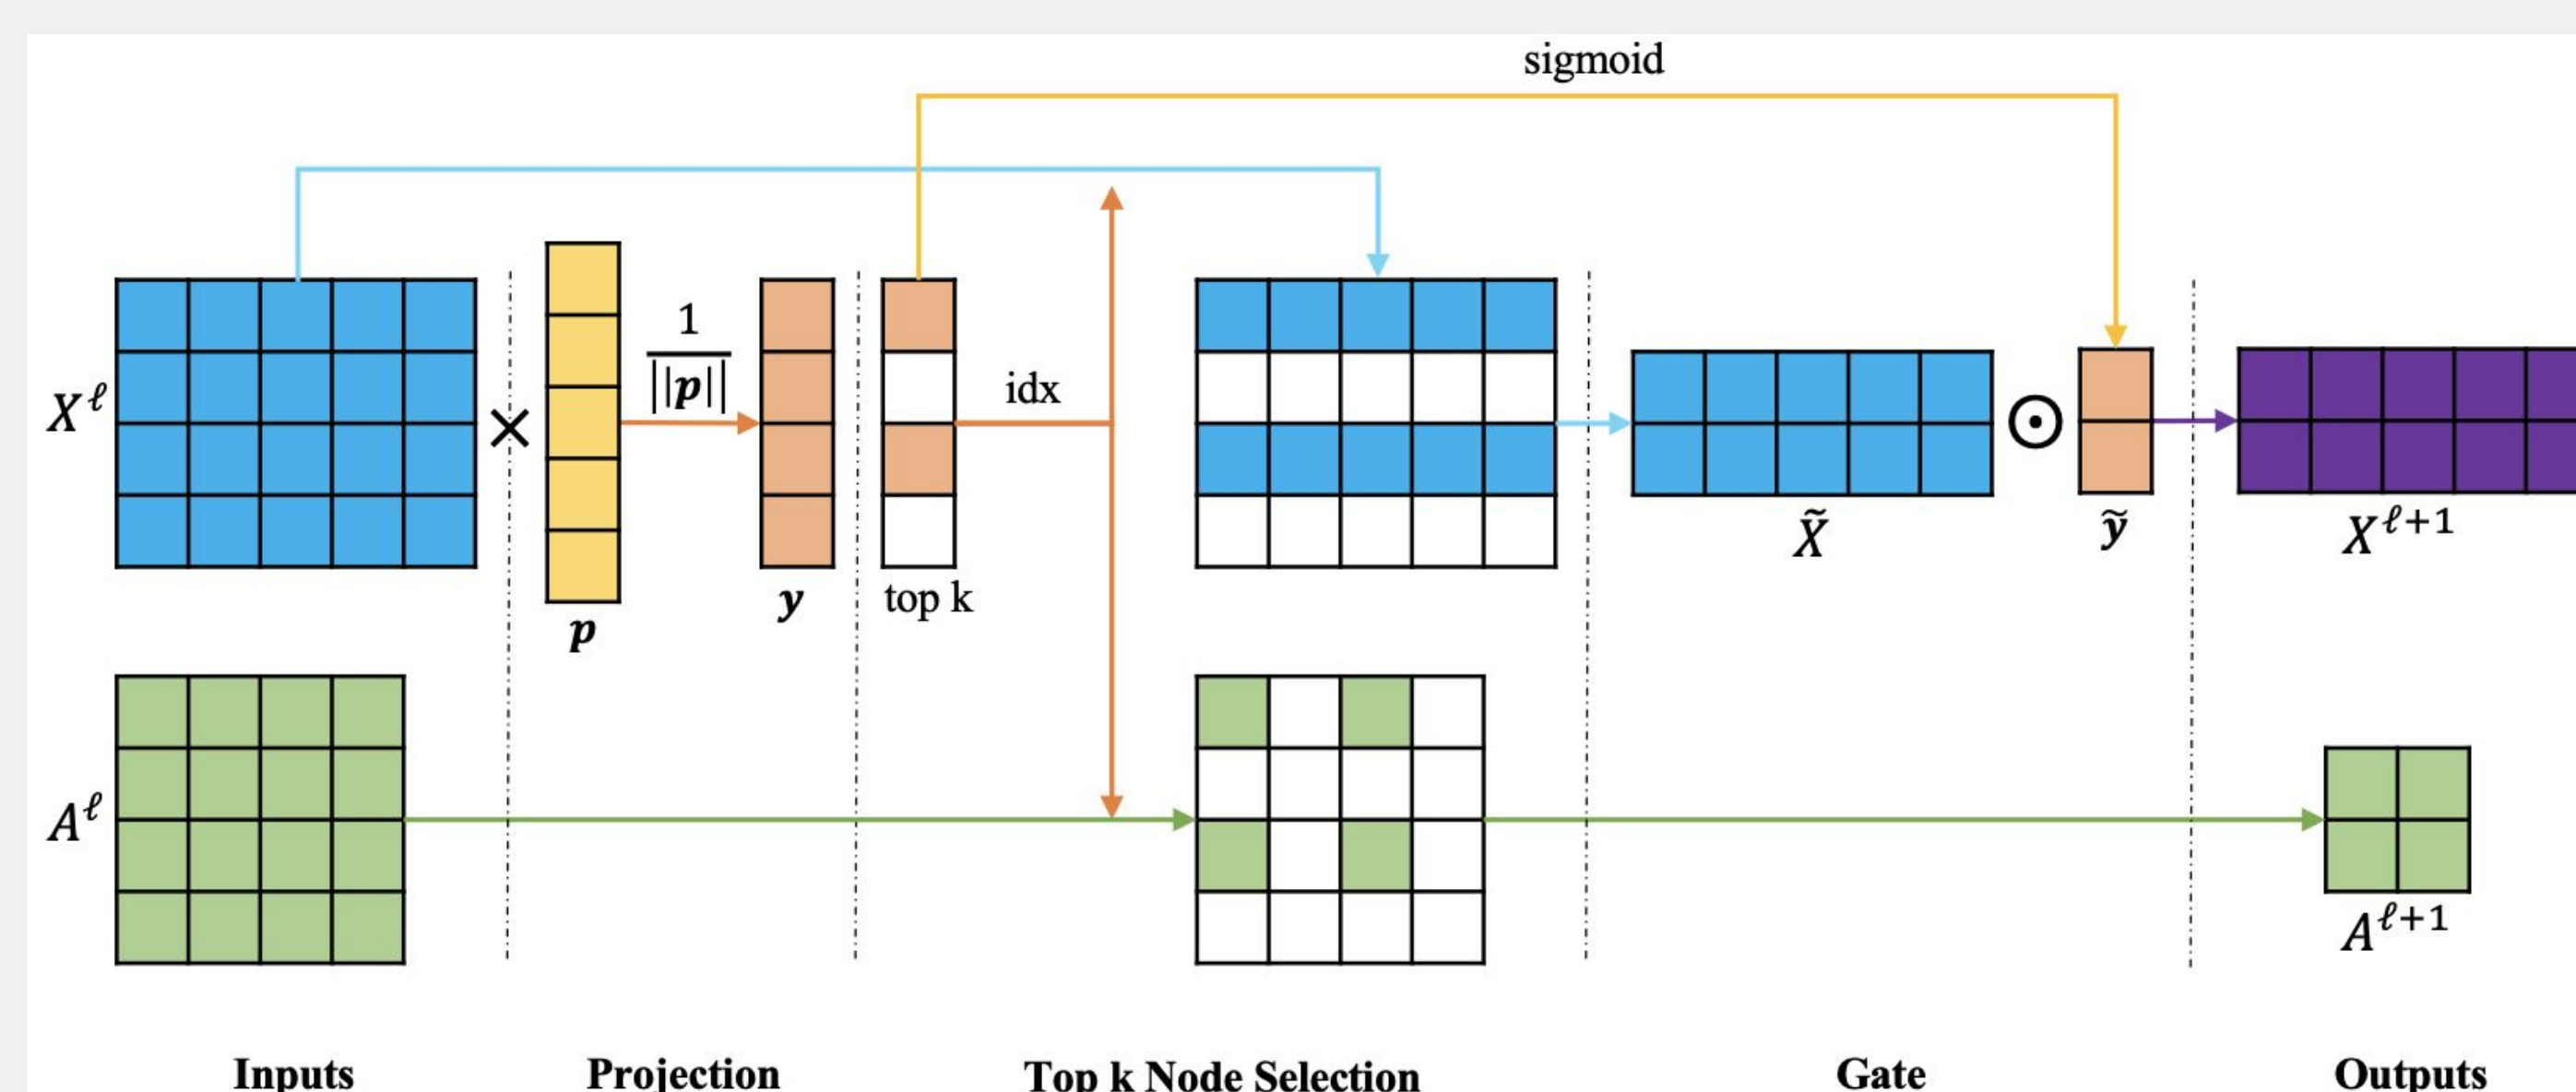 sigmoid
X^ℓ
×
p
1
||p||
y
top k
idx
X̃
⊙
ỹ
X^ℓ+1
A^ℓ
A^ℓ+1
Inputs
Projection
Top k Node Selection
Gate
Outputs